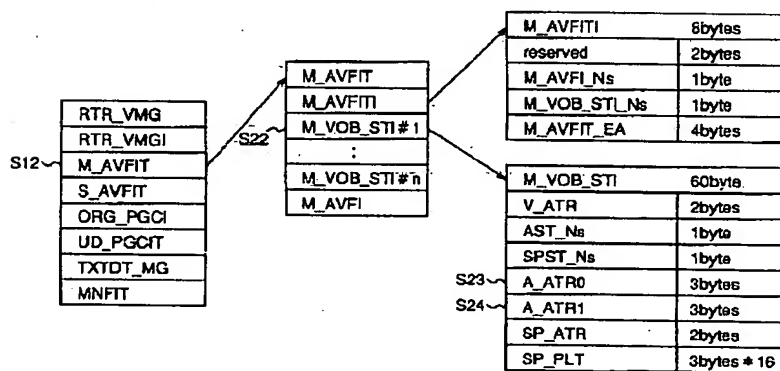 RTR_VMG
RTR_VMGI
S12
M_AVFIT
S_AVFIT
ORG_PGCI
UD_PGCIT
TXTDT_MG
MNFIT
M_AVFIT
M_AVFITI
S22
M_VOB_STI # 1
:
M_VOB_STI # n
M_AVFI
M_AVFITI 8bytes
reserved 2bytes
M_AVFI_Ns 1byte
M_VOB_STI_Ns 1byte
M_AVFIT_EA 4bytes
M_VOB_STI 60byte
V_ATR 2bytes
AST_Ns 1byte
SPST_Ns 1byte
S23 A_ATR0 3bytes
S24 A_ATR1 3bytes
SP_ATR 2bytes
SP_PLT 3bytes * 16